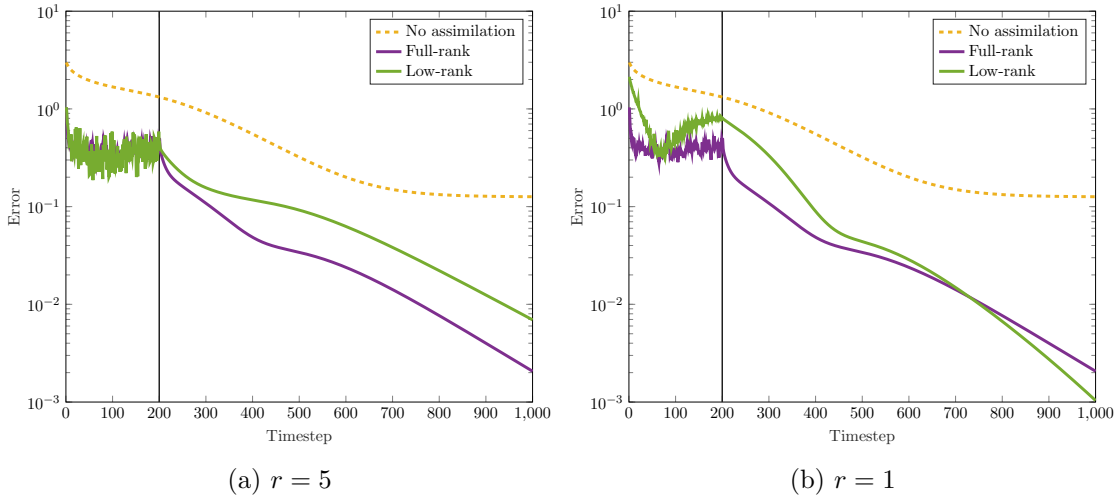 No assimilation
Full-rank
Low-rank
10^1
10^0
10^{-1}
10^{-2}
10^{-3}
Error
0 100 200 300 400 500 600 700 800 900 1,000
Timestep
(a) r = 5
No assimilation
Full-rank
Low-rank
10^1
10^0
10^{-1}
10^{-2}
10^{-3}
Error
0 100 200 300 400 500 600 700 800 900 1,000
Timestep
(b) r = 1